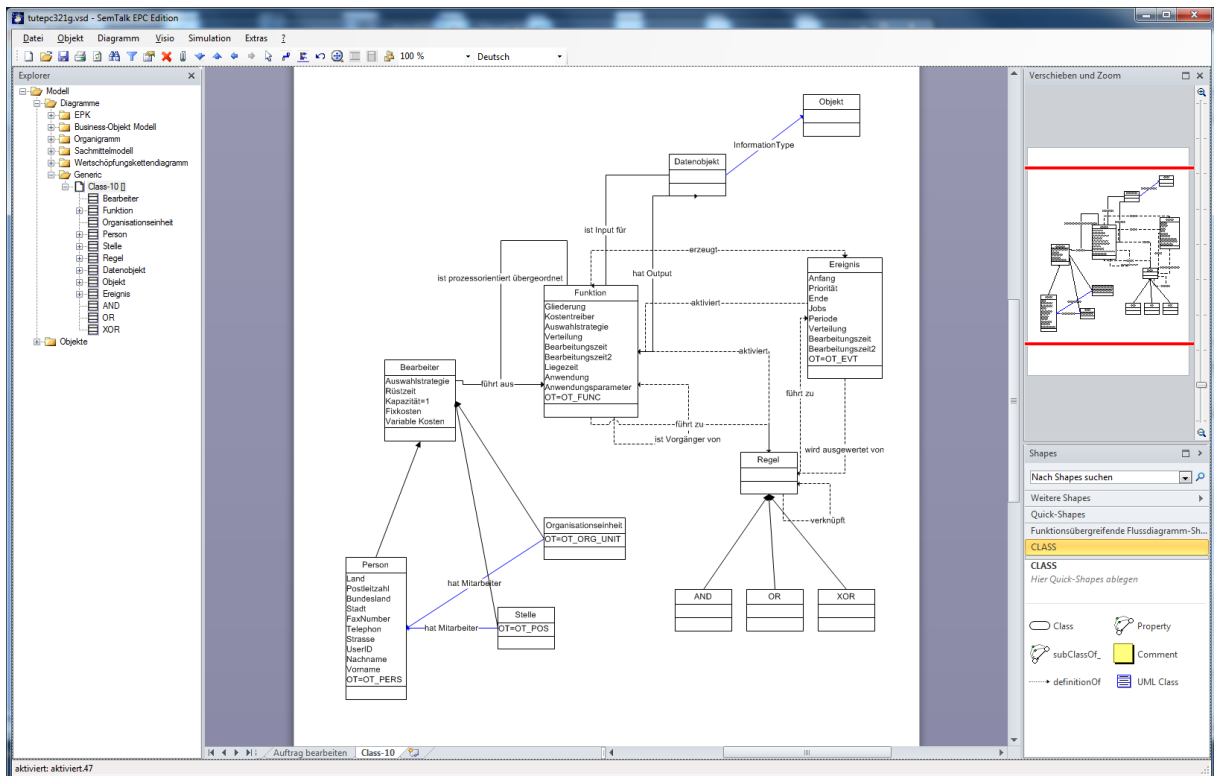 tutepc321g.vsd - SemTalk EPC Edition
Datei Objekt Diagramm Visio Simulation Extras ?
100 % Deutsch
Explorer
Modell
Diagramme
EPK
Business-Objekt Modell
Organigramm
Sachmittelmodell
Wertschöpfungskettendiagramm
Generic
Class-10 []
Bearbeiter
Funktion
Organisationseinheit
Person
Stelle
Regel
Datenobjekt
Objekt
Ereignis
AND
OR
XOR
Objekte
Objekt
InformationType
Datenobjekt
ist Input für
erzeugt
ist prozessorientiert übergeordnet
hat Output
Ereignis
Anfang
Priorität
Ende
Jobs
Periode
Verteilung
Bearbeitungszeit
Bearbeitungszeit2
OT=OT_EVT
Funktion
Gliederung
Kostentreiber
Auswahlstrategie
Verteilung
Bearbeitungszeit
Bearbeitungszeit2
Liegezeit
Anwendung
Anwendungsparameter
OT=OT_FUNC
aktiviert
aktiviert
Bearbeiter
Auswahlstrategie
Rüstzeit
Kapazität=1
Fixkosten
Variable Kosten
führt aus
führt zu
führt zu
ist Vorgänger von
wird ausgewertet von
Regel
verknüpft
Organisationseinheit
OT=OT_ORG_UNIT
Person
Land
Postleitzahl
Bundesland
Stadt
FaxNumber
Telephon
Strasse
UserID
Nachname
Vorname
OT=OT_PERS
hat Mitarbeiter
hat Mitarbeiter
Stelle
OT=OT_POS
AND
OR
XOR
Auftrag bearbeiten Class-10
Verschieben und Zoom
Shapes
Nach Shapes suchen
Weitere Shapes
Quick-Shapes
Funktionsübergreifende Flussdiagramm-Sh...
CLASS
CLASS
Hier Quick-Shapes ablegen
Class Property
subClassOf_ Comment
definitionOf UML Class
aktiviert: aktiviert.47